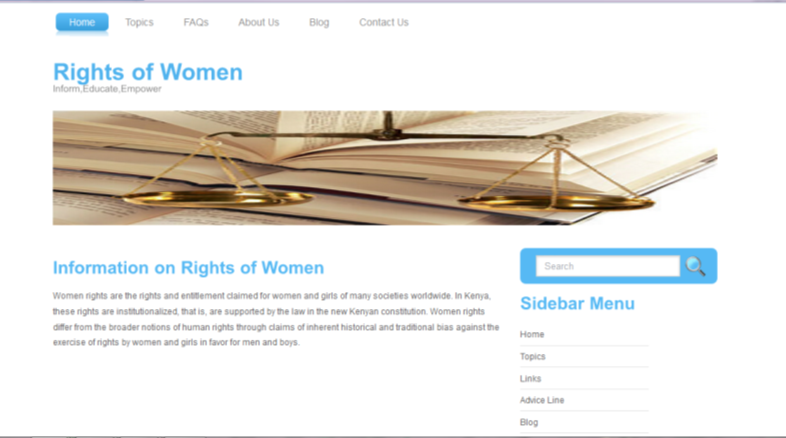 Home Topics FAQs About Us Blog Contact Us
Rights of Women
Inform,Educate,Empower
Information on Rights of Women
Women rights are the rights and entitlement claimed for women and girls of many societies worldwide. In Kenya,
these rights are institutionalized, that is, are supported by the law in the new Kenyan constitution. Women rights
differ from the broader notions of human rights through claims of inherent historical and traditional bias against the
exercise of rights by women and girls in favor for men and boys.
Search
Sidebar Menu
Home
Topics
Links
Advice Line
Blog